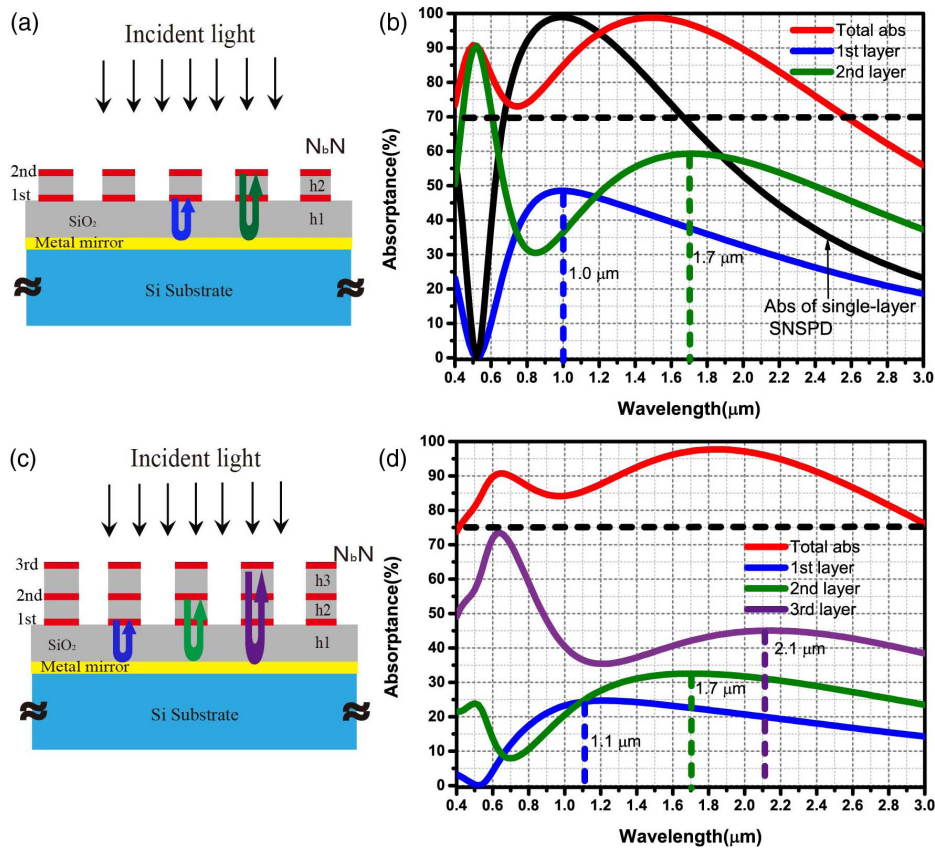 (a)
Incident light
NbN
2nd
1st
h2
SiO₂
h1
Metal mirror
≈
Si Substrate
≈
(b)
Absorptance(%)
100
90
80
70
60
50
40
30
20
10
0
Total abs
1st layer
2nd layer
1.0 μm
1.7 μm
Abs of single-layer
SNSPD
0.4 0.6 0.8 1.0 1.2 1.4 1.6 1.8 2.0 2.2 2.4 2.6 2.8 3.0
Wavelength(μm)
(c)
Incident light
NbN
3rd
2nd
1st
h3
h2
SiO₂
h1
Metal mirror
≈
Si Substrate
≈
(d)
Absorptance(%)
100
90
80
70
60
50
40
30
20
10
0
Total abs
1st layer
2nd layer
3rd layer
2.1 μm
1.7 μm
1.1 μm
0.4 0.6 0.8 1.0 1.2 1.4 1.6 1.8 2.0 2.2 2.4 2.6 2.8 3.0
Wavelength(μm)